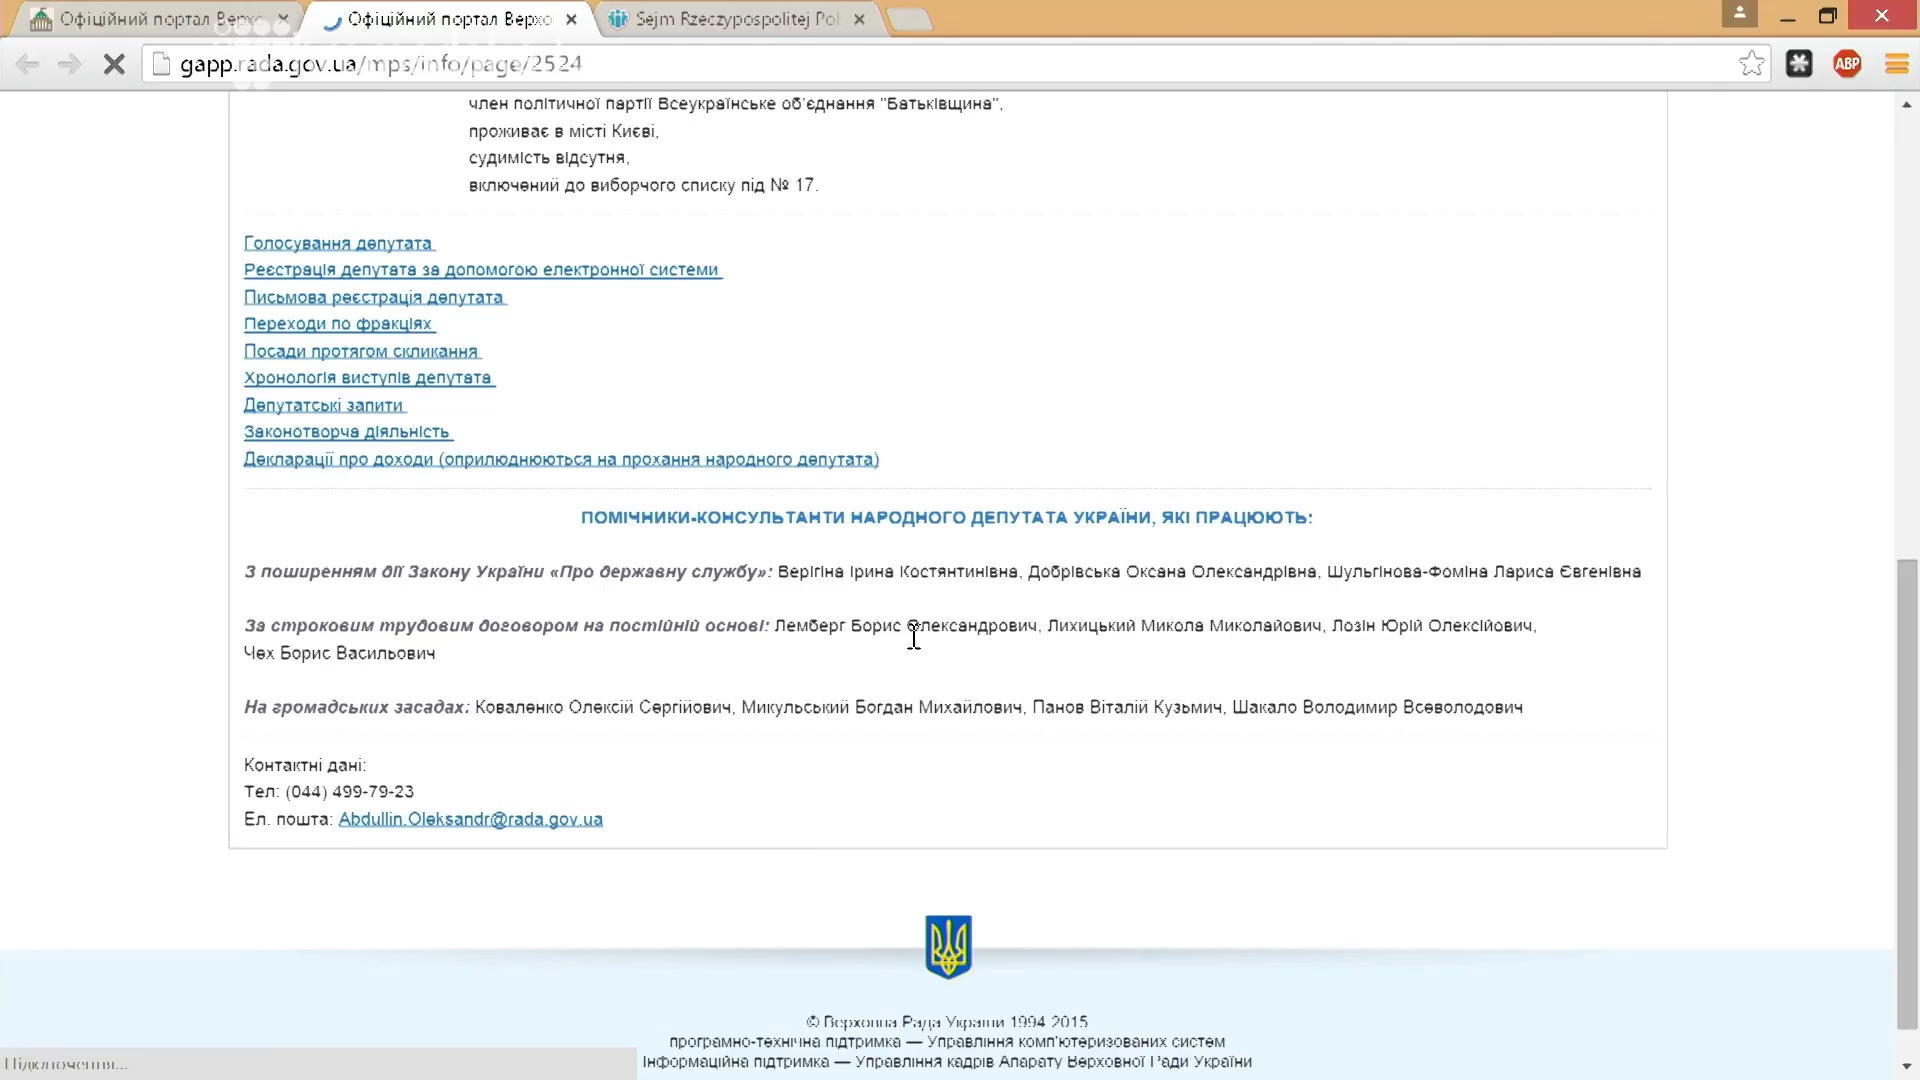 Офіційний портал Верхо
Офіційний портал Верхо
Sejm Rzeczypospolitej Pol
gapp.rada.gov.ua/mps/info/page/2524
ABP
член політичної партії Всеукраїнське об'єднання "Батьківщина",
проживає в місті Києві,
судимість відсутня,
включений до виборчого списку під № 17.
Голосування депутата
Реєстрація депутата за допомогою електронної системи
Письмова реєстрація депутата
Переходи по фракціях
Посади протягом скликання
Хронологія виступів депутата
Депутатські запити
Законотворча діяльність
Декларації про доходи (оприлюднюються на прохання народного депутата)
ПОМІЧНИКИ-КОНСУЛЬТАНТИ НАРОДНОГО ДЕПУТАТА УКРАЇНИ, ЯКІ ПРАЦЮЮТЬ:
З поширенням дії Закону України «Про державну службу»: Верігіна Ірина Костянтинівна, Добрівська Оксана Олександрівна, Шульгінова-Фоміна Лариса Євгенівна
За строковим трудовим договором на постійній основі: Лемберг Борис Олександрович, Лихицький Микола Миколайович, Лозін Юрій Олексійович,
Чех Борис Васильович
На громадських засадах: Коваленко Олексій Сергійович, Микульський Богдан Михайлович, Панов Віталій Кузьмич, Шакало Володимир Всеволодович
Контактні дані:
Тел: (044) 499-79-23
Ел. пошта: Abdullin.Oleksandr@rada.gov.ua
© Верховна Рада України 1994-2015
програмно-технічна підтримка — Управління комп'ютеризованих систем
Інформаційна підтримка — Управління кадрів Апарату Верховної Ради України
Підключення...